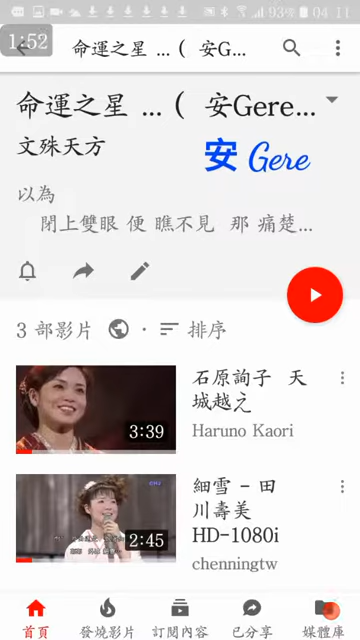 93% 04:11
1:52
命運之星 ... ( 安G...
命運之星 ... ( 安Gere...
文殊天方
安 Gere
以為
閉上雙眼 便 瞧不見 那 痛楚...
3 部影片 · 排序
石原詢子 天
城越え
Haruno Kaori
3:39
細雪 - 田
川壽美
HD-1080i
chenningtw
2:45
首頁 發燒影片 訂閱內容 已分享 媒體庫